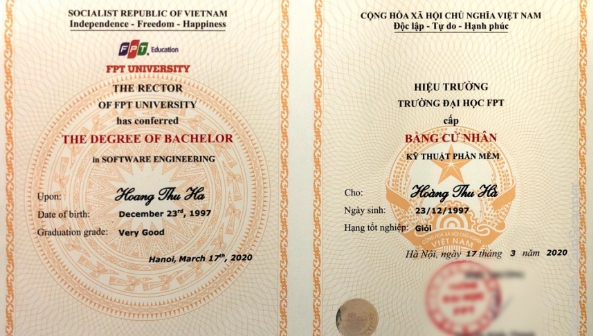 SOCIALIST REPUBLIC OF VIETNAM
Independence - Freedom - Happiness
FPT Education
FPT UNIVERSITY
THE RECTOR
OF FPT UNIVERSITY
has conferred
THE DEGREE OF BACHELOR
in SOFTWARE ENGINEERING
Upon: Hoang Thu Ha
Date of birth: December 23rd, 1997
Graduation grade: Very Good
Hanoi, March 17th, 2020
CỘNG HÒA XÃ HỘI CHỦ NGHĨA VIỆT NAM
Độc lập - Tự do - Hạnh phúc
HIỆU TRƯỞNG
TRƯỜNG ĐẠI HỌC FPT
cấp
BẰNG CỬ NHÂN
KỸ THUẬT PHẦN MỀM
Cho: Hoàng Thu Hà
Ngày sinh: 23/12/1997
Hạng tốt nghiệp: Giỏi
Hà Nội, ngày 17 tháng 3 năm 2020
VIỆT NAM